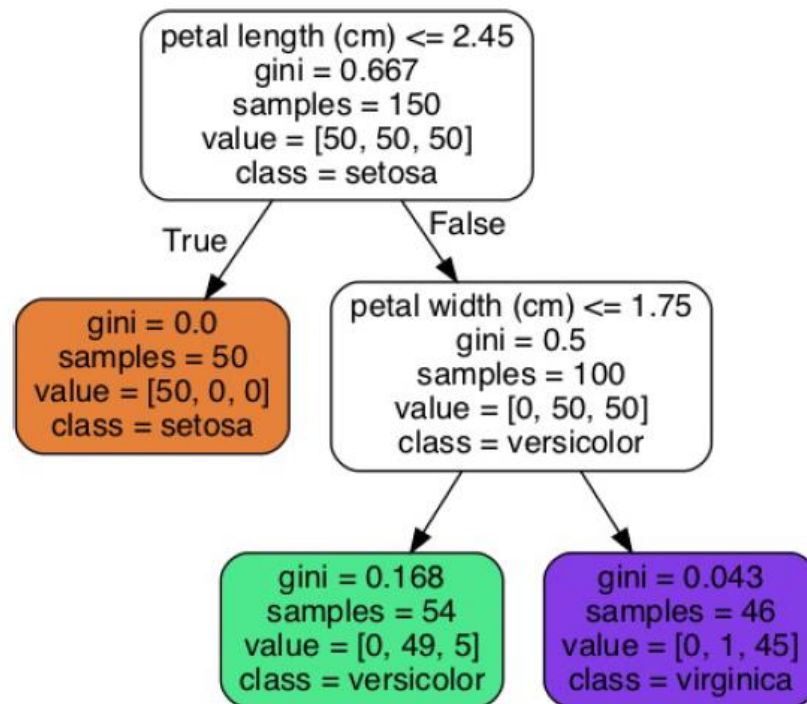 petal length (cm) <= 2.45
gini = 0.667
samples = 150
value = [50, 50, 50]
class = setosa
True
False
gini = 0.0
samples = 50
value = [50, 0, 0]
class = setosa
petal width (cm) <= 1.75
gini = 0.5
samples = 100
value = [0, 50, 50]
class = versicolor
gini = 0.168
samples = 54
value = [0, 49, 5]
class = versicolor
gini = 0.043
samples = 46
value = [0, 1, 45]
class = virginica